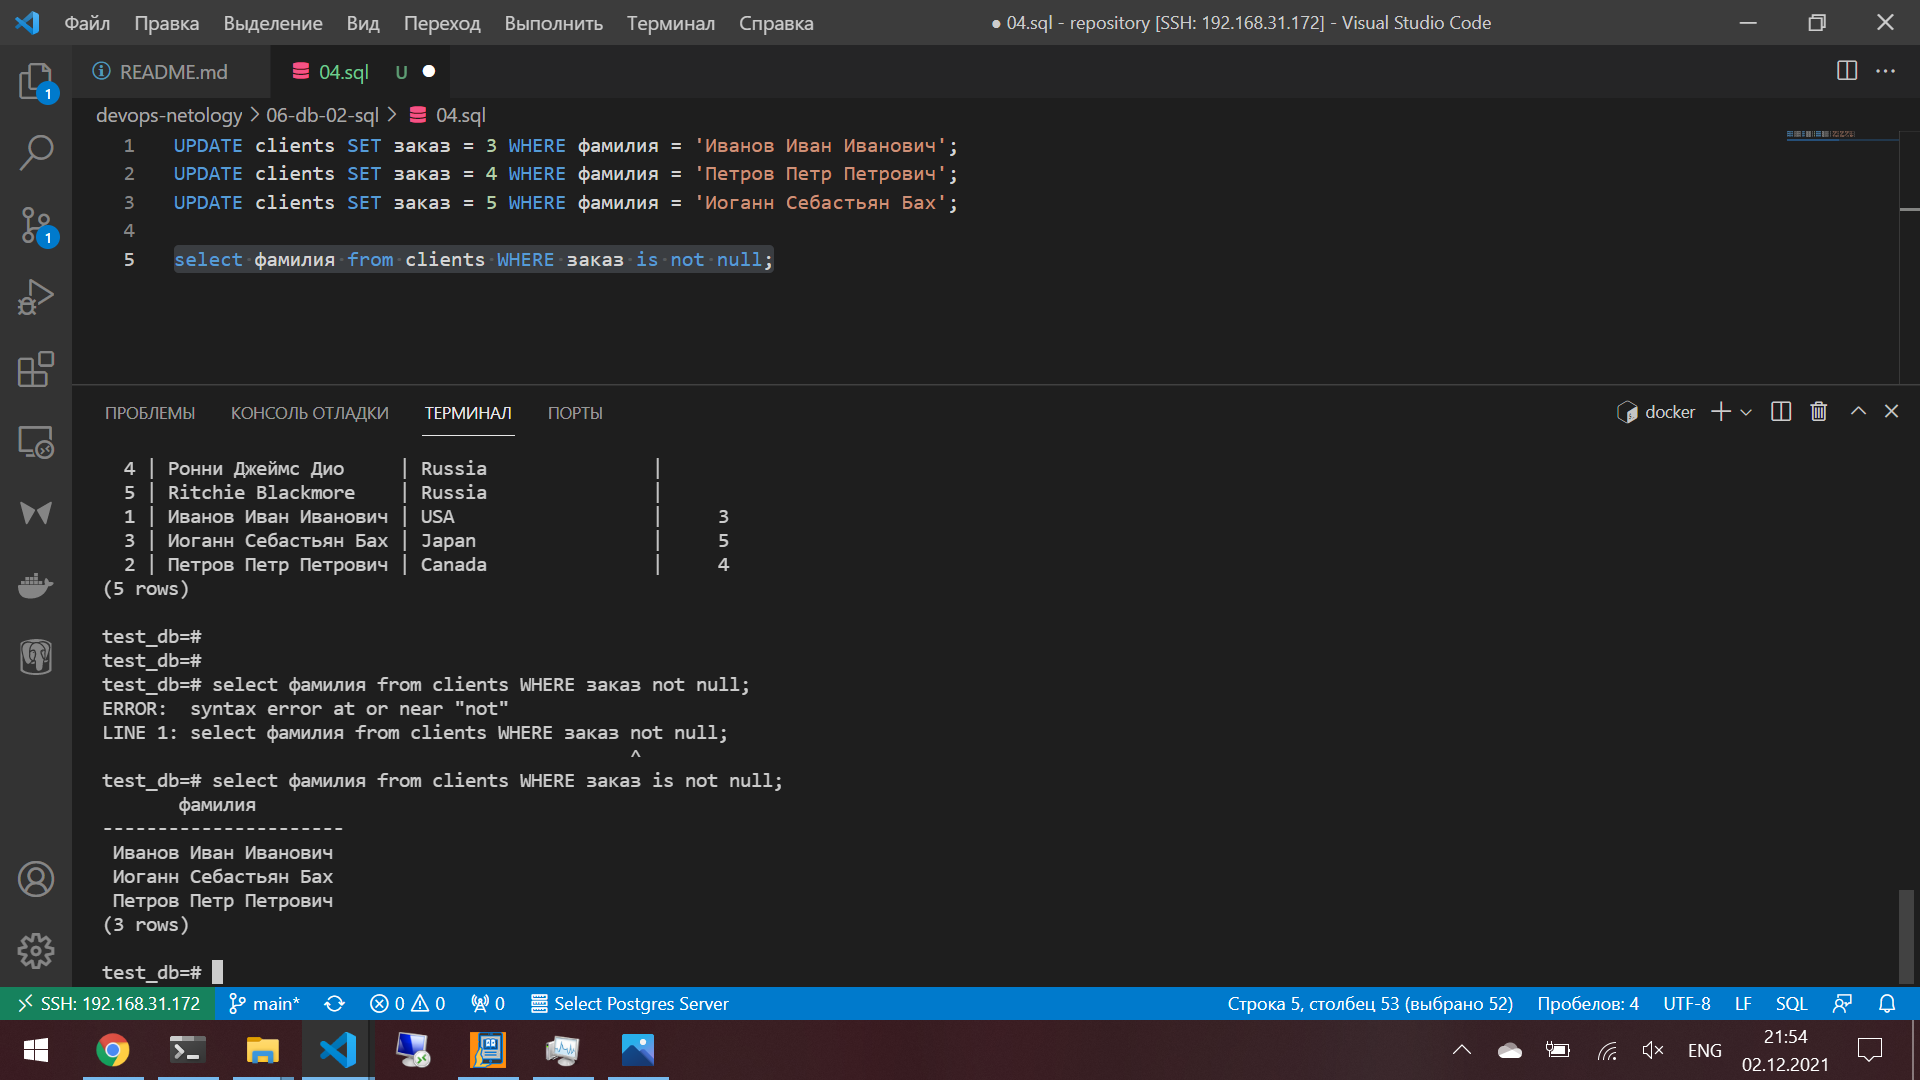 Файл Правка Выделение Вид Переход Выполнить Терминал Справка ● 04.sql - repository [SSH: 192.168.31.172] - Visual Studio Code
README.md 04.sql U
devops-netology > 06-db-02-sql > 04.sql
1 UPDATE clients SET заказ = 3 WHERE фамилия = 'Иванов Иван Иванович';
2 UPDATE clients SET заказ = 4 WHERE фамилия = 'Петров Петр Петрович';
3 UPDATE clients SET заказ = 5 WHERE фамилия = 'Иоганн Себастьян Бах';
4
5 select фамилия from clients WHERE заказ is not null;
1
1
ПРОБЛЕМЫ КОНСОЛЬ ОТЛАДКИ ТЕРМИНАЛ ПОРТЫ docker
4 | Ронни Джеймс Дио | Russia |
5 | Ritchie Blackmore | Russia |
1 | Иванов Иван Иванович | USA | 3
3 | Иоганн Себастьян Бах | Japan | 5
2 | Петров Петр Петрович | Canada | 4
(5 rows)
test_db=#
test_db=#
test_db=# select фамилия from clients WHERE заказ not null;
ERROR:  syntax error at or near "not"
LINE 1: select фамилия from clients WHERE заказ not null;
^
test_db=# select фамилия from clients WHERE заказ is not null;
фамилия
----------------------
Иванов Иван Иванович
Иоганн Себастьян Бах
Петров Петр Петрович
(3 rows)
test_db=#
SSH: 192.168.31.172 main* 0 0 0 Select Postgres Server Строка 5, столбец 53 (выбрано 52) Пробелов: 4 UTF-8 LF SQL
ENG 21:54
02.12.2021